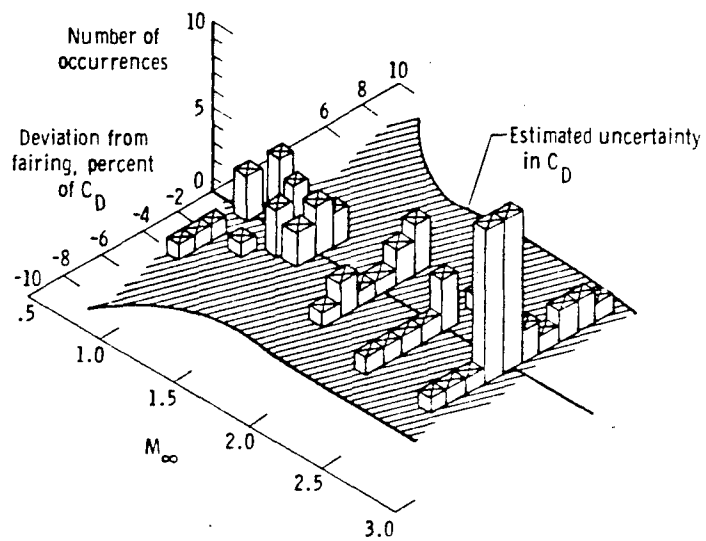 10
Number of
occurrences
5
0
Deviation from
fairing, percent
of C_D
10
8
6
-2
-4
-6
-8
-10
Estimated uncertainty
in C_D
.5
1.0
1.5
2.0
2.5
3.0
M_∞